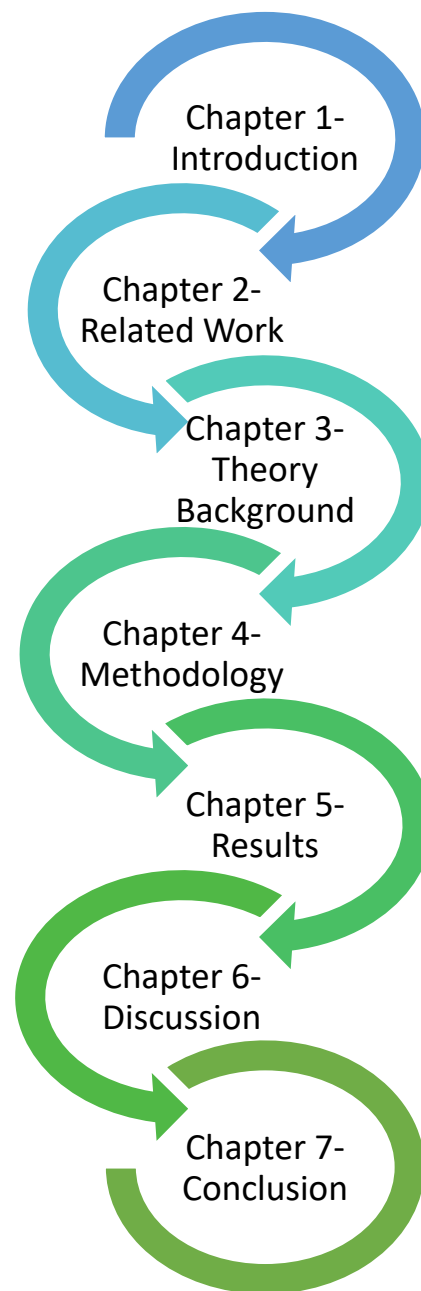 Chapter 1-
Introduction
Chapter 2-
Related Work
Chapter 3-
Theory
Background
Chapter 4-
Methodology
Chapter 5-
Results
Chapter 6-
Discussion
Chapter 7-
Conclusion